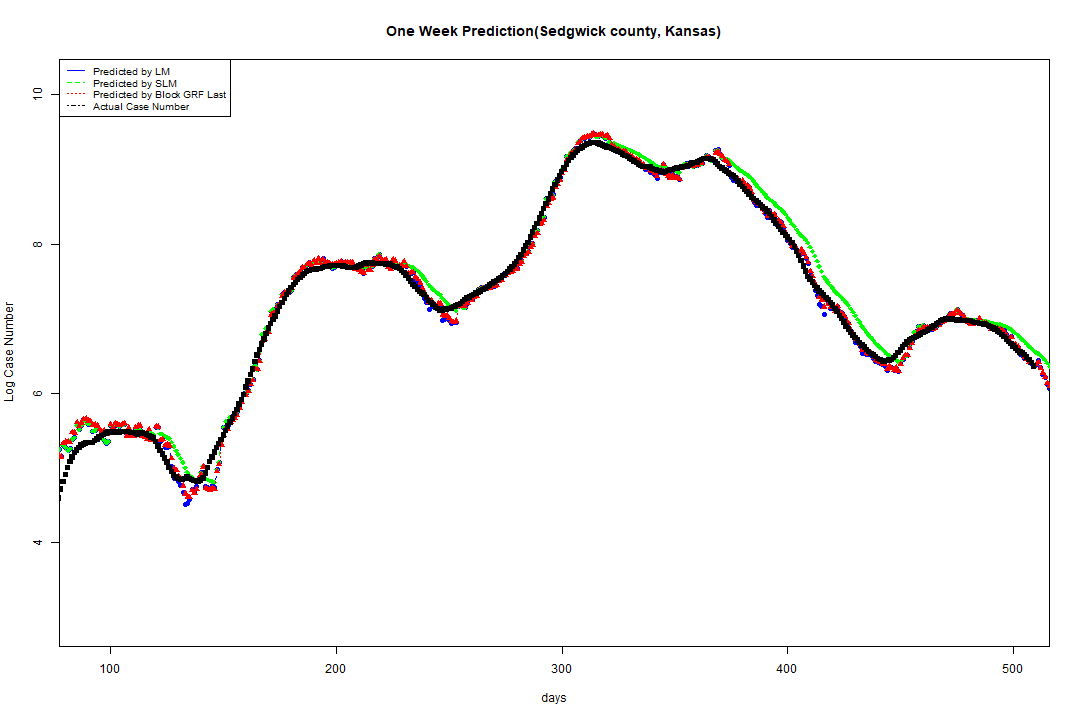 One Week Prediction(Sedgwick county, Kansas)
Predicted by LM
Predicted by SLM
Predicted by Block GRF Last
Actual Case Number
Log Case Number
10
8
6
4
100 200 300 400 500
days